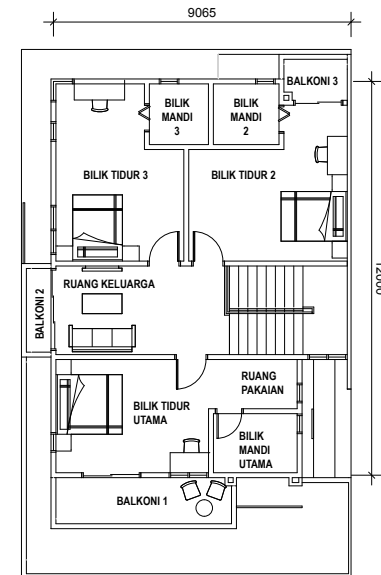 9065
BALKONI 3
BILIK
MANDI
3
BILIK
MANDI
2
BILIK TIDUR 3
BILIK TIDUR 2
12000
RUANG KELUARGA
BALKONI 2
RUANG
PAKAIAN
BILIK TIDUR
UTAMA
BILIK
MANDI
UTAMA
BALKONI 1